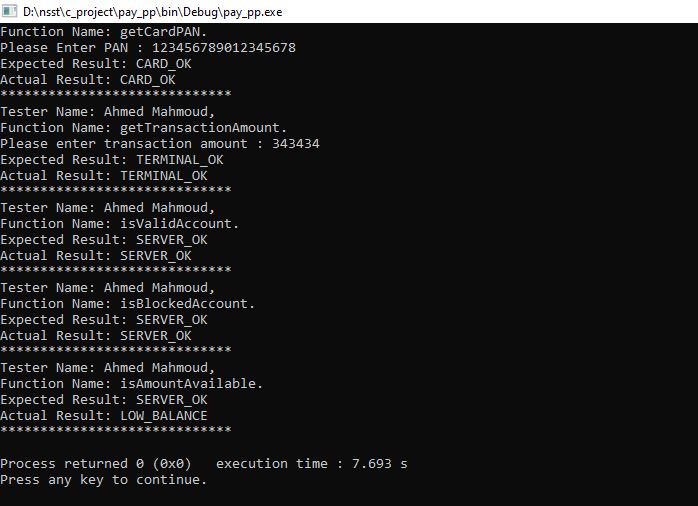 D:\nsst\c_project\pay_pp\bin\Debug\pay_pp.exe
Function Name: getCardPAN.
Please Enter PAN : 123456789012345678
Expected Result: CARD_OK
Actual Result: CARD_OK
*****************************
Tester Name: Ahmed Mahmoud,
Function Name: getTransactionAmount.
Please enter transaction amount : 343434
Expected Result: TERMINAL_OK
Actual Result: TERMINAL_OK
*****************************
Tester Name: Ahmed Mahmoud,
Function Name: isValidAccount.
Expected Result: SERVER_OK
Actual Result: SERVER_OK
*****************************
Tester Name: Ahmed Mahmoud,
Function Name: isBlockedAccount.
Expected Result: SERVER_OK
Actual Result: SERVER_OK
*****************************
Tester Name: Ahmed Mahmoud,
Function Name: isAmountAvailable.
Expected Result: SERVER_OK
Actual Result: LOW_BALANCE
*****************************
Process returned 0 (0x0)   execution time : 7.693 s
Press any key to continue.